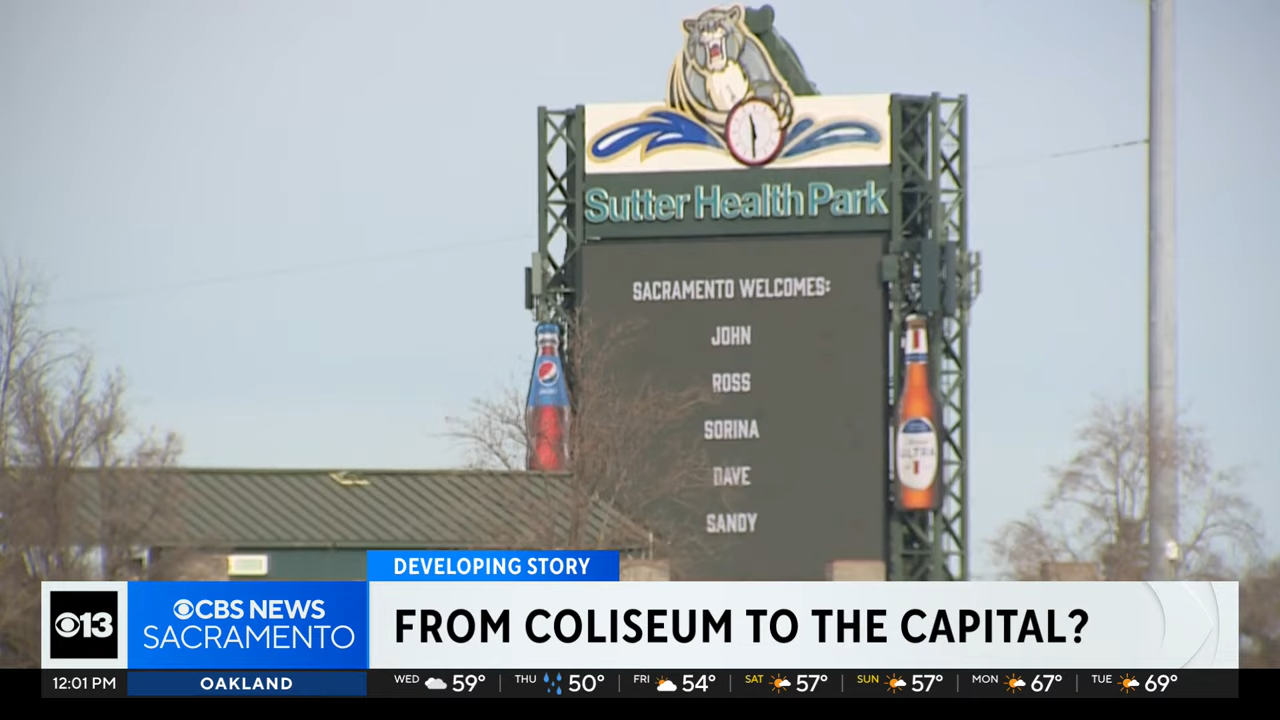 Sutter Health Park
SACRAMENTO WELCOMES:
JOHN
ROSS
SORINA
DAVE
SANDY
ULTRA
DEVELOPING STORY
13
CBS NEWS
SACRAMENTO
FROM COLISEUM TO THE CAPITAL?
12:01 PM
OAKLAND
WED 59° THU 50° FRI 54° SAT 57° SUN 57° MON 67° TUE 69°